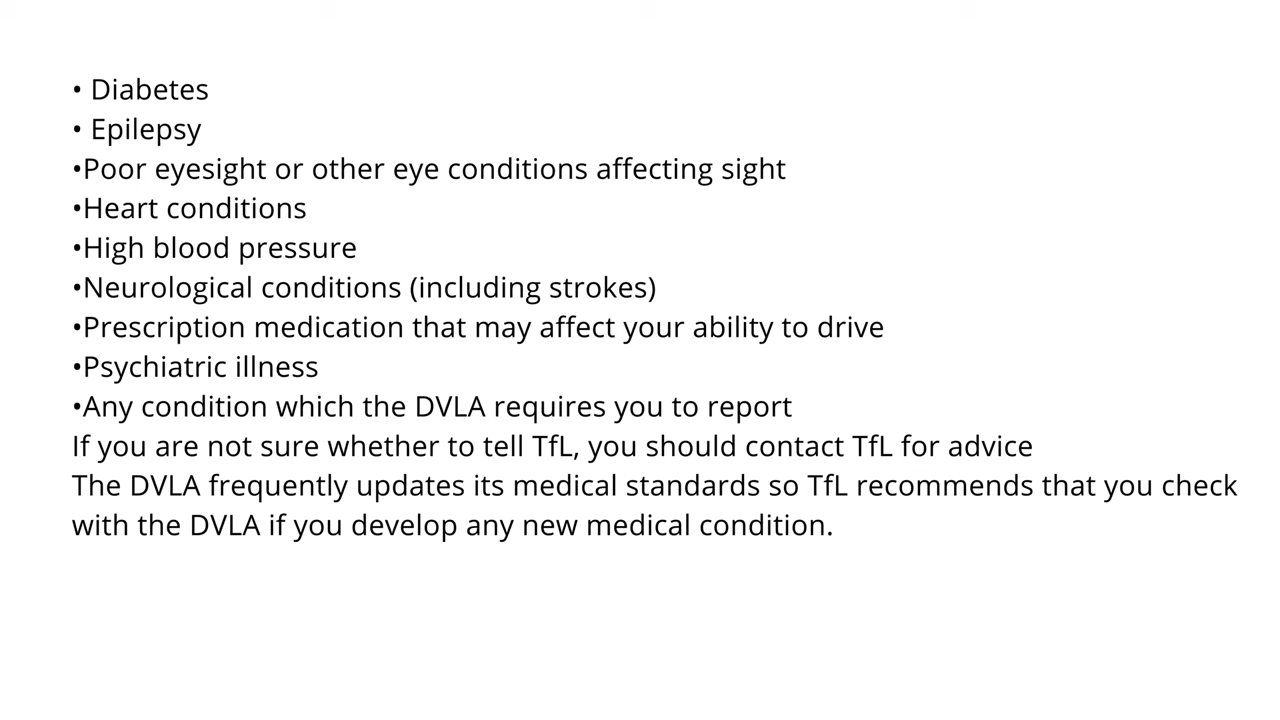 • Diabetes
• Epilepsy
•Poor eyesight or other eye conditions affecting sight
•Heart conditions
•High blood pressure
•Neurological conditions (including strokes)
•Prescription medication that may affect your ability to drive
•Psychiatric illness
•Any condition which the DVLA requires you to report
If you are not sure whether to tell TfL, you should contact TfL for advice
The DVLA frequently updates its medical standards so TfL recommends that you check
with the DVLA if you develop any new medical condition.